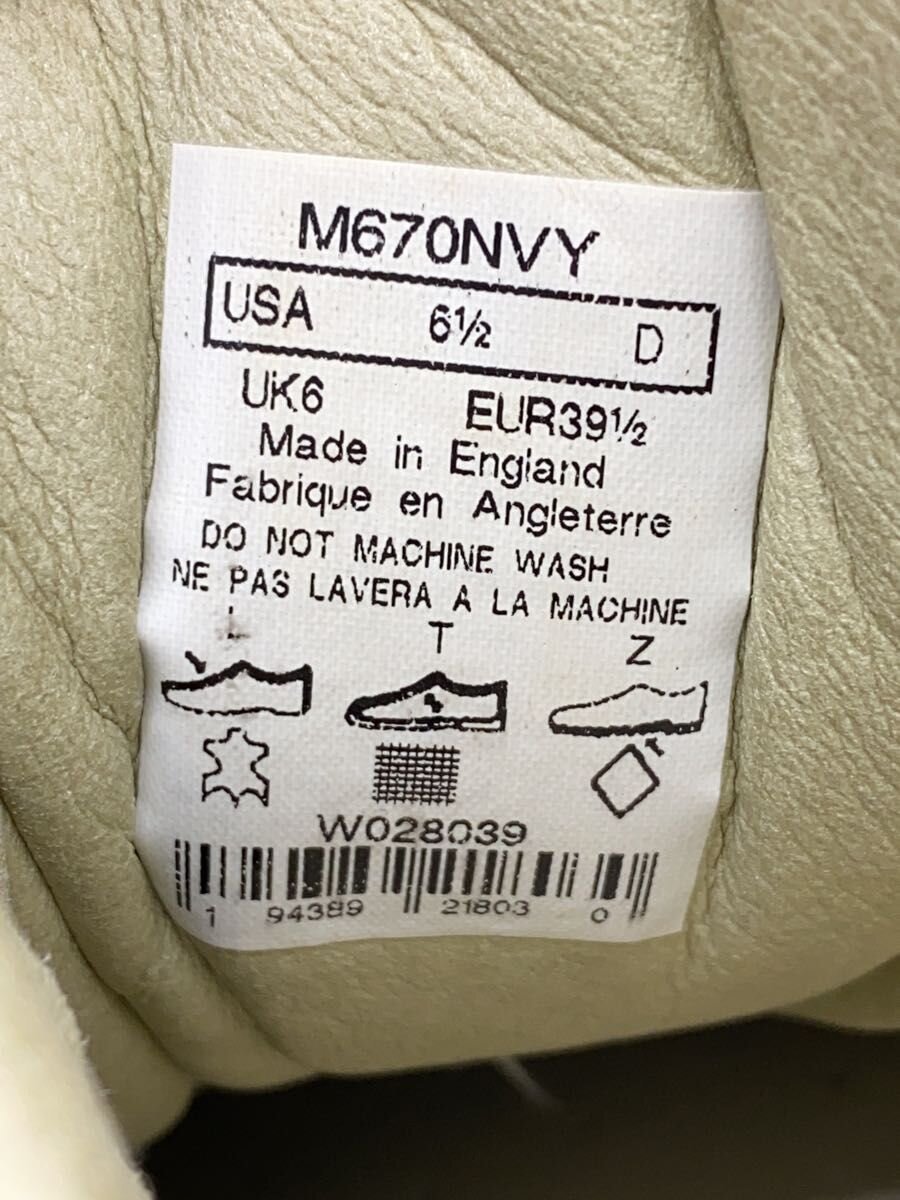 M670NVY
USA 6½ D
UK6 EUR39½
Made in England
Fabrique en Angleterre
DO NOT MACHINE WASH
NE PAS LAVERA A LA MACHINE
L T Z
W028039
1 94389 21803 0